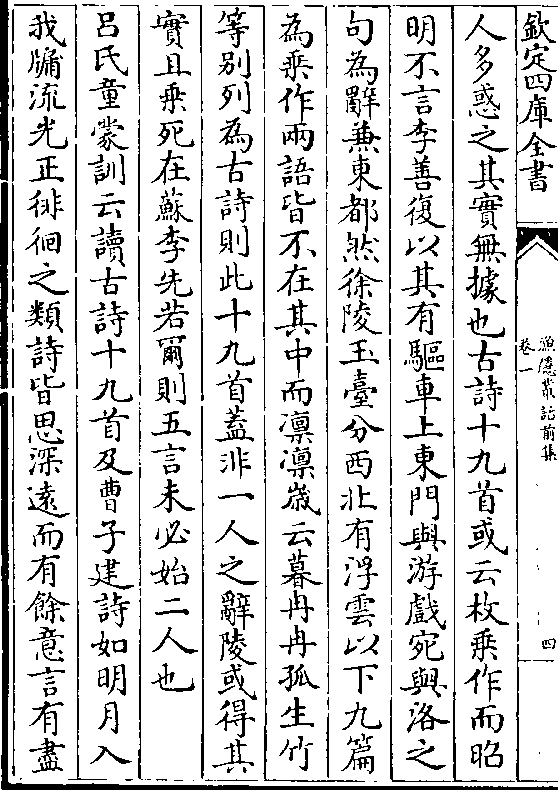 欽定四庫全書
漁隱叢話前集
卷一
四
人多惑之其實無據也古詩十九首或云枚乗作而昭
明不言李善復以其有驅車上東門與游戲宛與洛之
句為辭兼東都然徐陵玉臺分西北有浮雲以下九篇
為乗作兩語皆不在其中而凛凛嵗云暮冉冉孤生竹
等别列為古詩則此十九首蓋非一人之辭陵或得其
實且乗死在蘇李先若爾則五言未必始二人也
吕氏童蒙訓云讀古詩十九首及曹子建詩如明月入
我牖流光正徘徊之類詩皆思深逺而有餘意言有盡